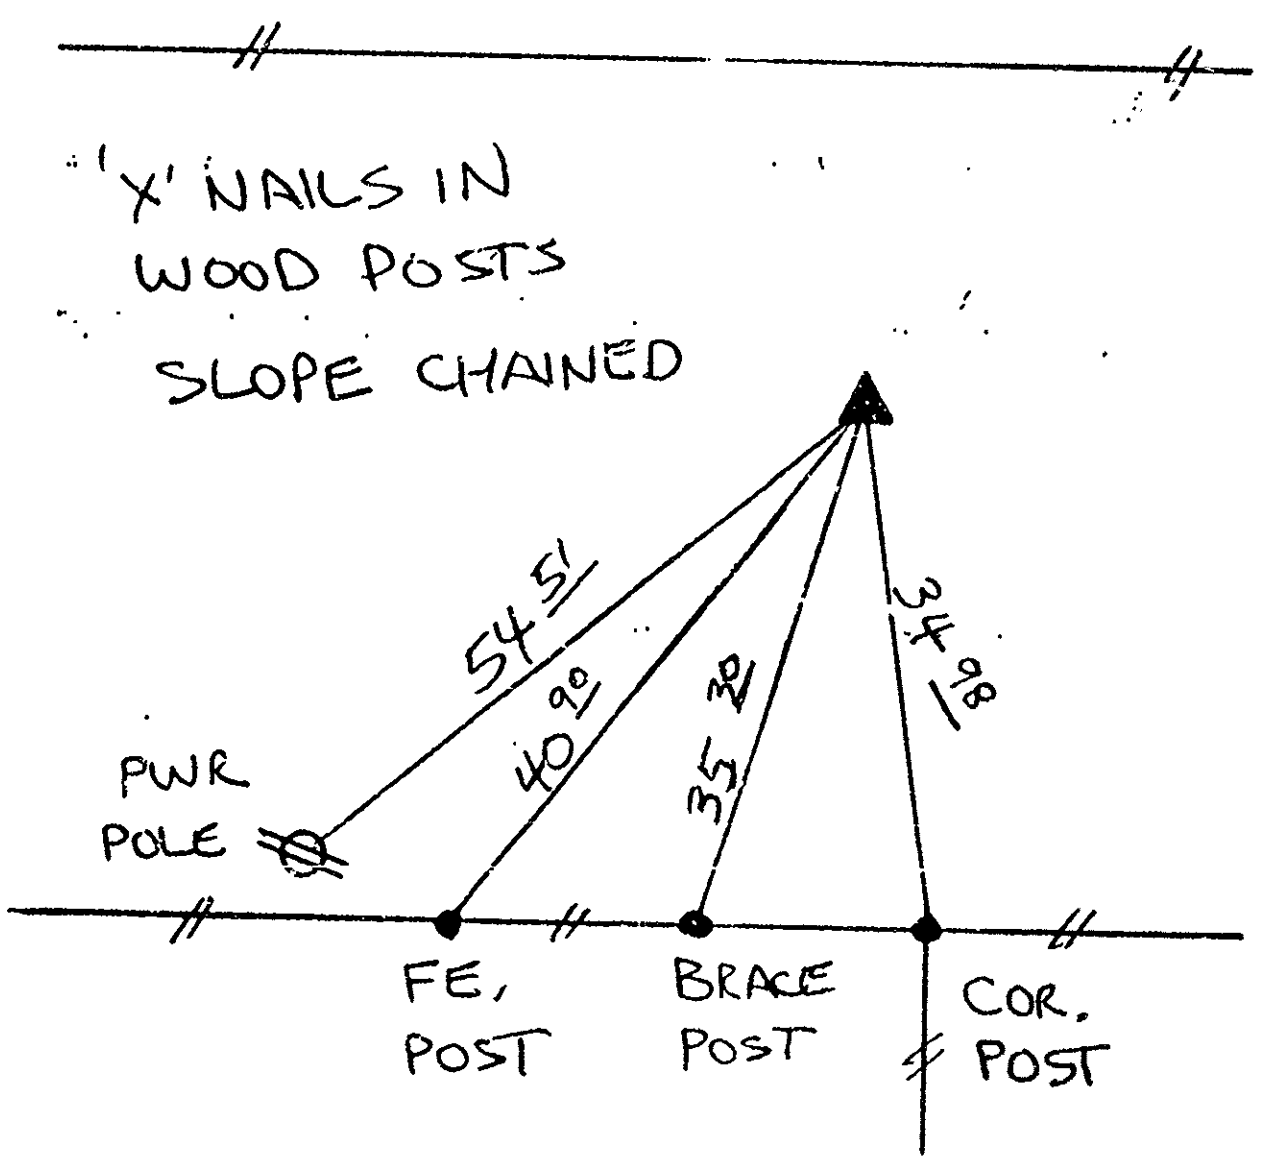 'X' NAILS IN
WOOD POSTS
SLOPE CHAINED
54 51
40 90
35 30
34 98
PWR
POLE
FE,
POST
BRACE
POST
COR.
POST